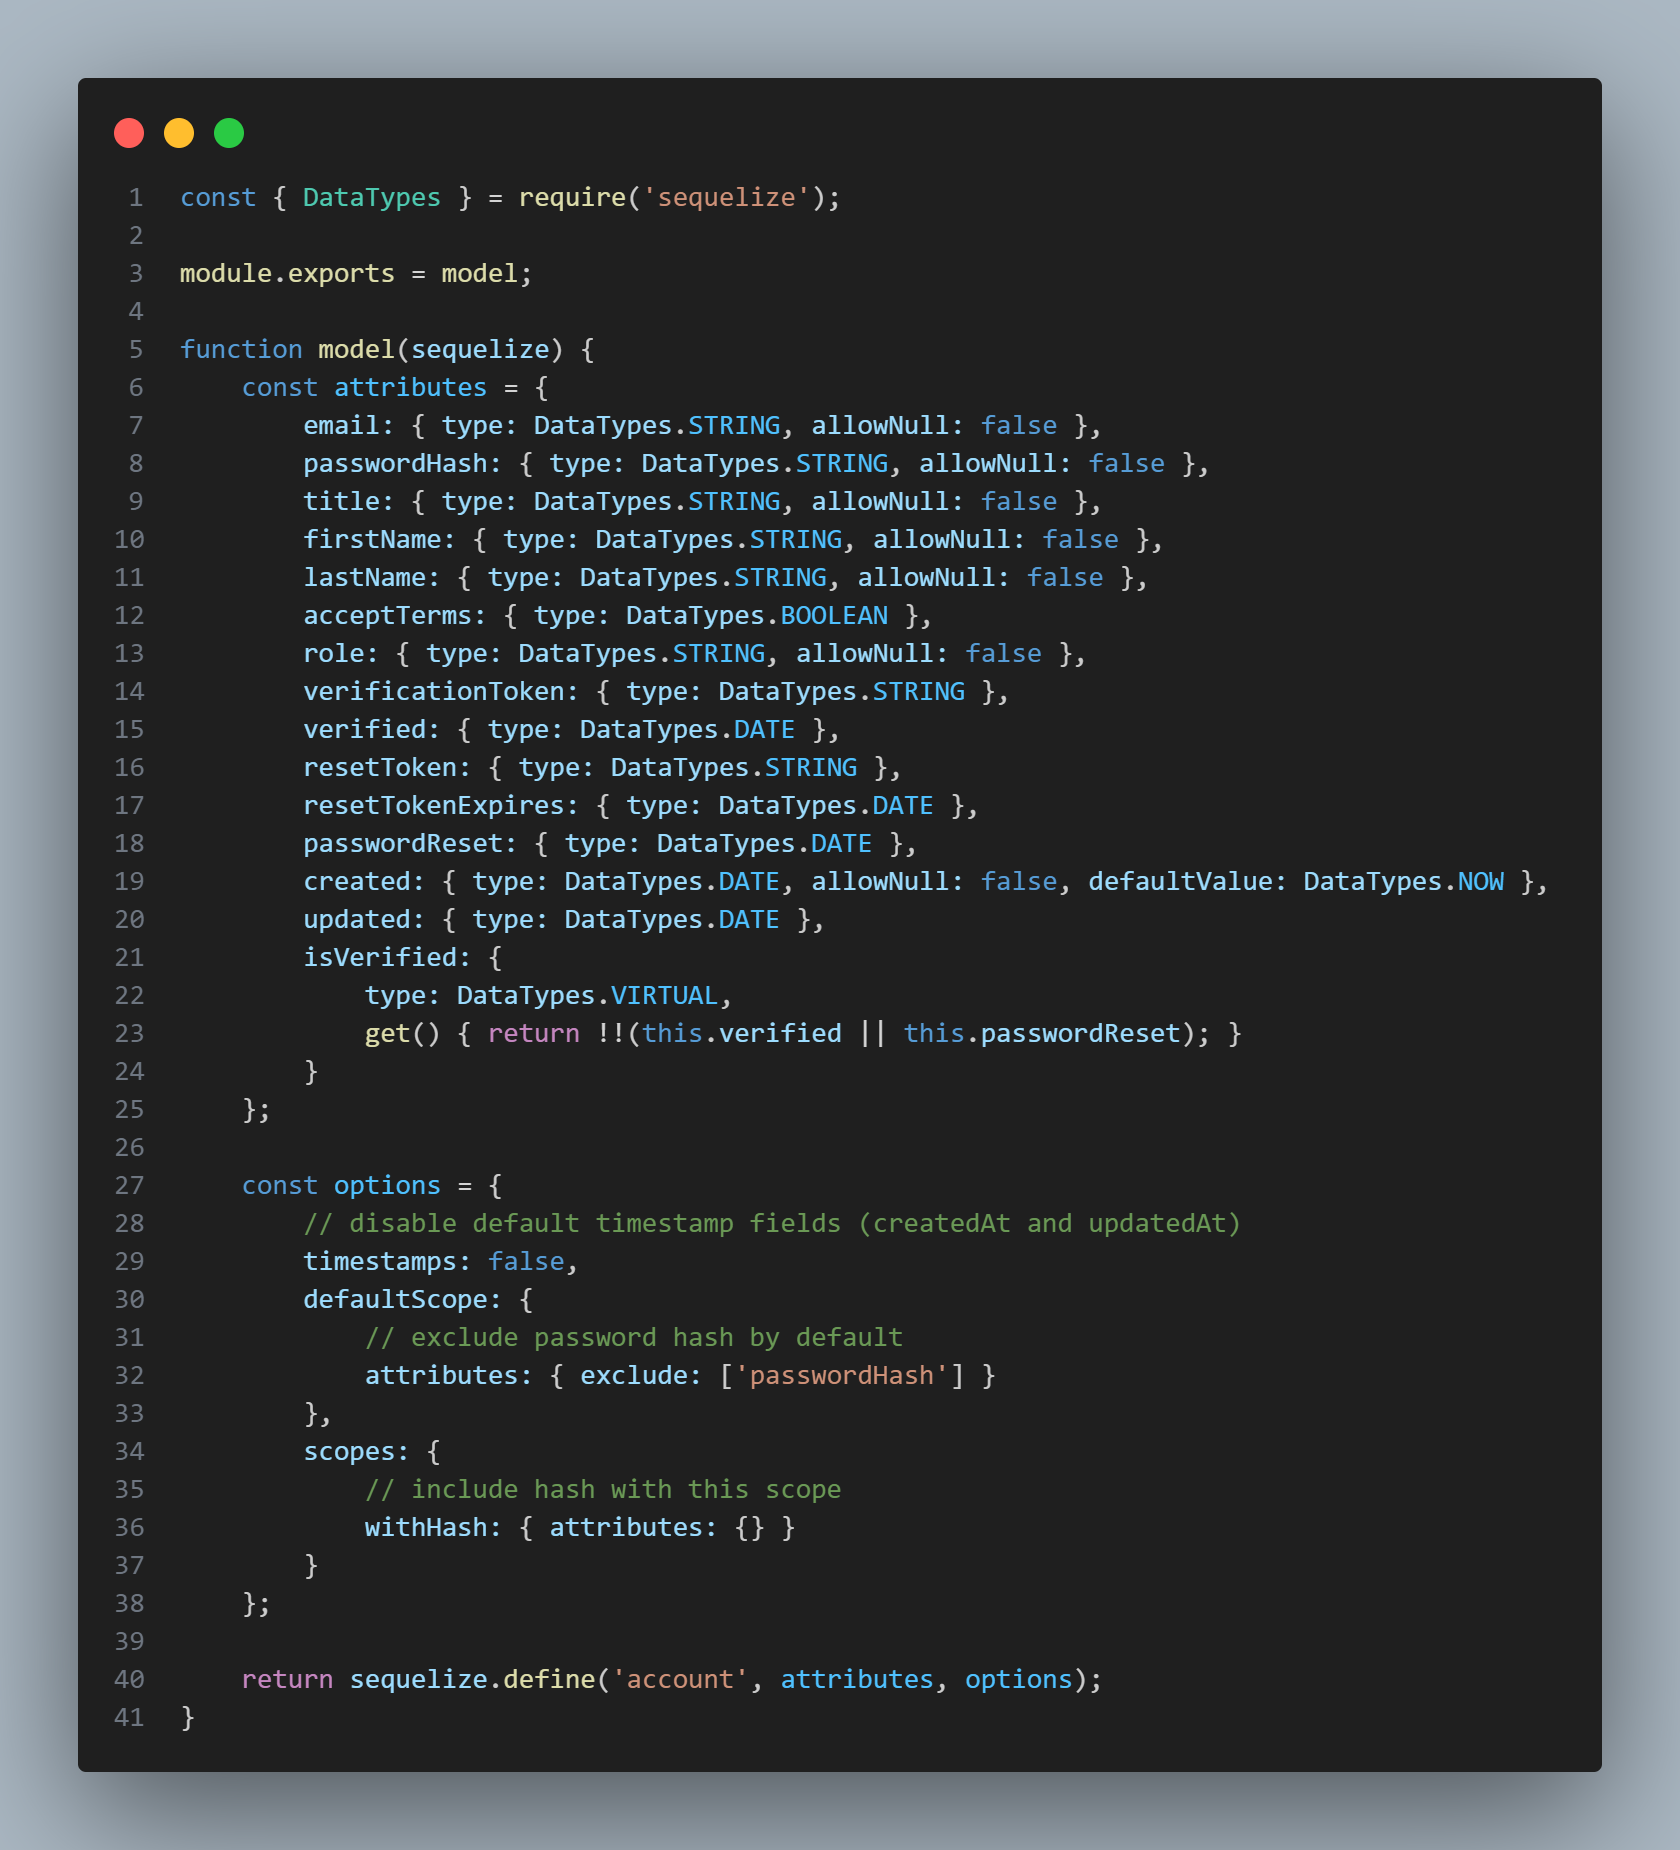 1 const { DataTypes } = require('sequelize');
2
3 module.exports = model;
4
5 function model(sequelize) {
6     const attributes = {
7         email: { type: DataTypes.STRING, allowNull: false },
8         passwordHash: { type: DataTypes.STRING, allowNull: false },
9         title: { type: DataTypes.STRING, allowNull: false },
10         firstName: { type: DataTypes.STRING, allowNull: false },
11         lastName: { type: DataTypes.STRING, allowNull: false },
12         acceptTerms: { type: DataTypes.BOOLEAN },
13         role: { type: DataTypes.STRING, allowNull: false },
14         verificationToken: { type: DataTypes.STRING },
15         verified: { type: DataTypes.DATE },
16         resetToken: { type: DataTypes.STRING },
17         resetTokenExpires: { type: DataTypes.DATE },
18         passwordReset: { type: DataTypes.DATE },
19         created: { type: DataTypes.DATE, allowNull: false, defaultValue: DataTypes.NOW },
20         updated: { type: DataTypes.DATE },
21         isVerified: {
22             type: DataTypes.VIRTUAL,
23             get() { return !!(this.verified || this.passwordReset); }
24         }
25     };
26
27     const options = {
28         // disable default timestamp fields (createdAt and updatedAt)
29         timestamps: false,
30         defaultScope: {
31             // exclude password hash by default
32             attributes: { exclude: ['passwordHash'] }
33         },
34         scopes: {
35             // include hash with this scope
36             withHash: { attributes: {} }
37         }
38     };
39
40     return sequelize.define('account', attributes, options);
41 }